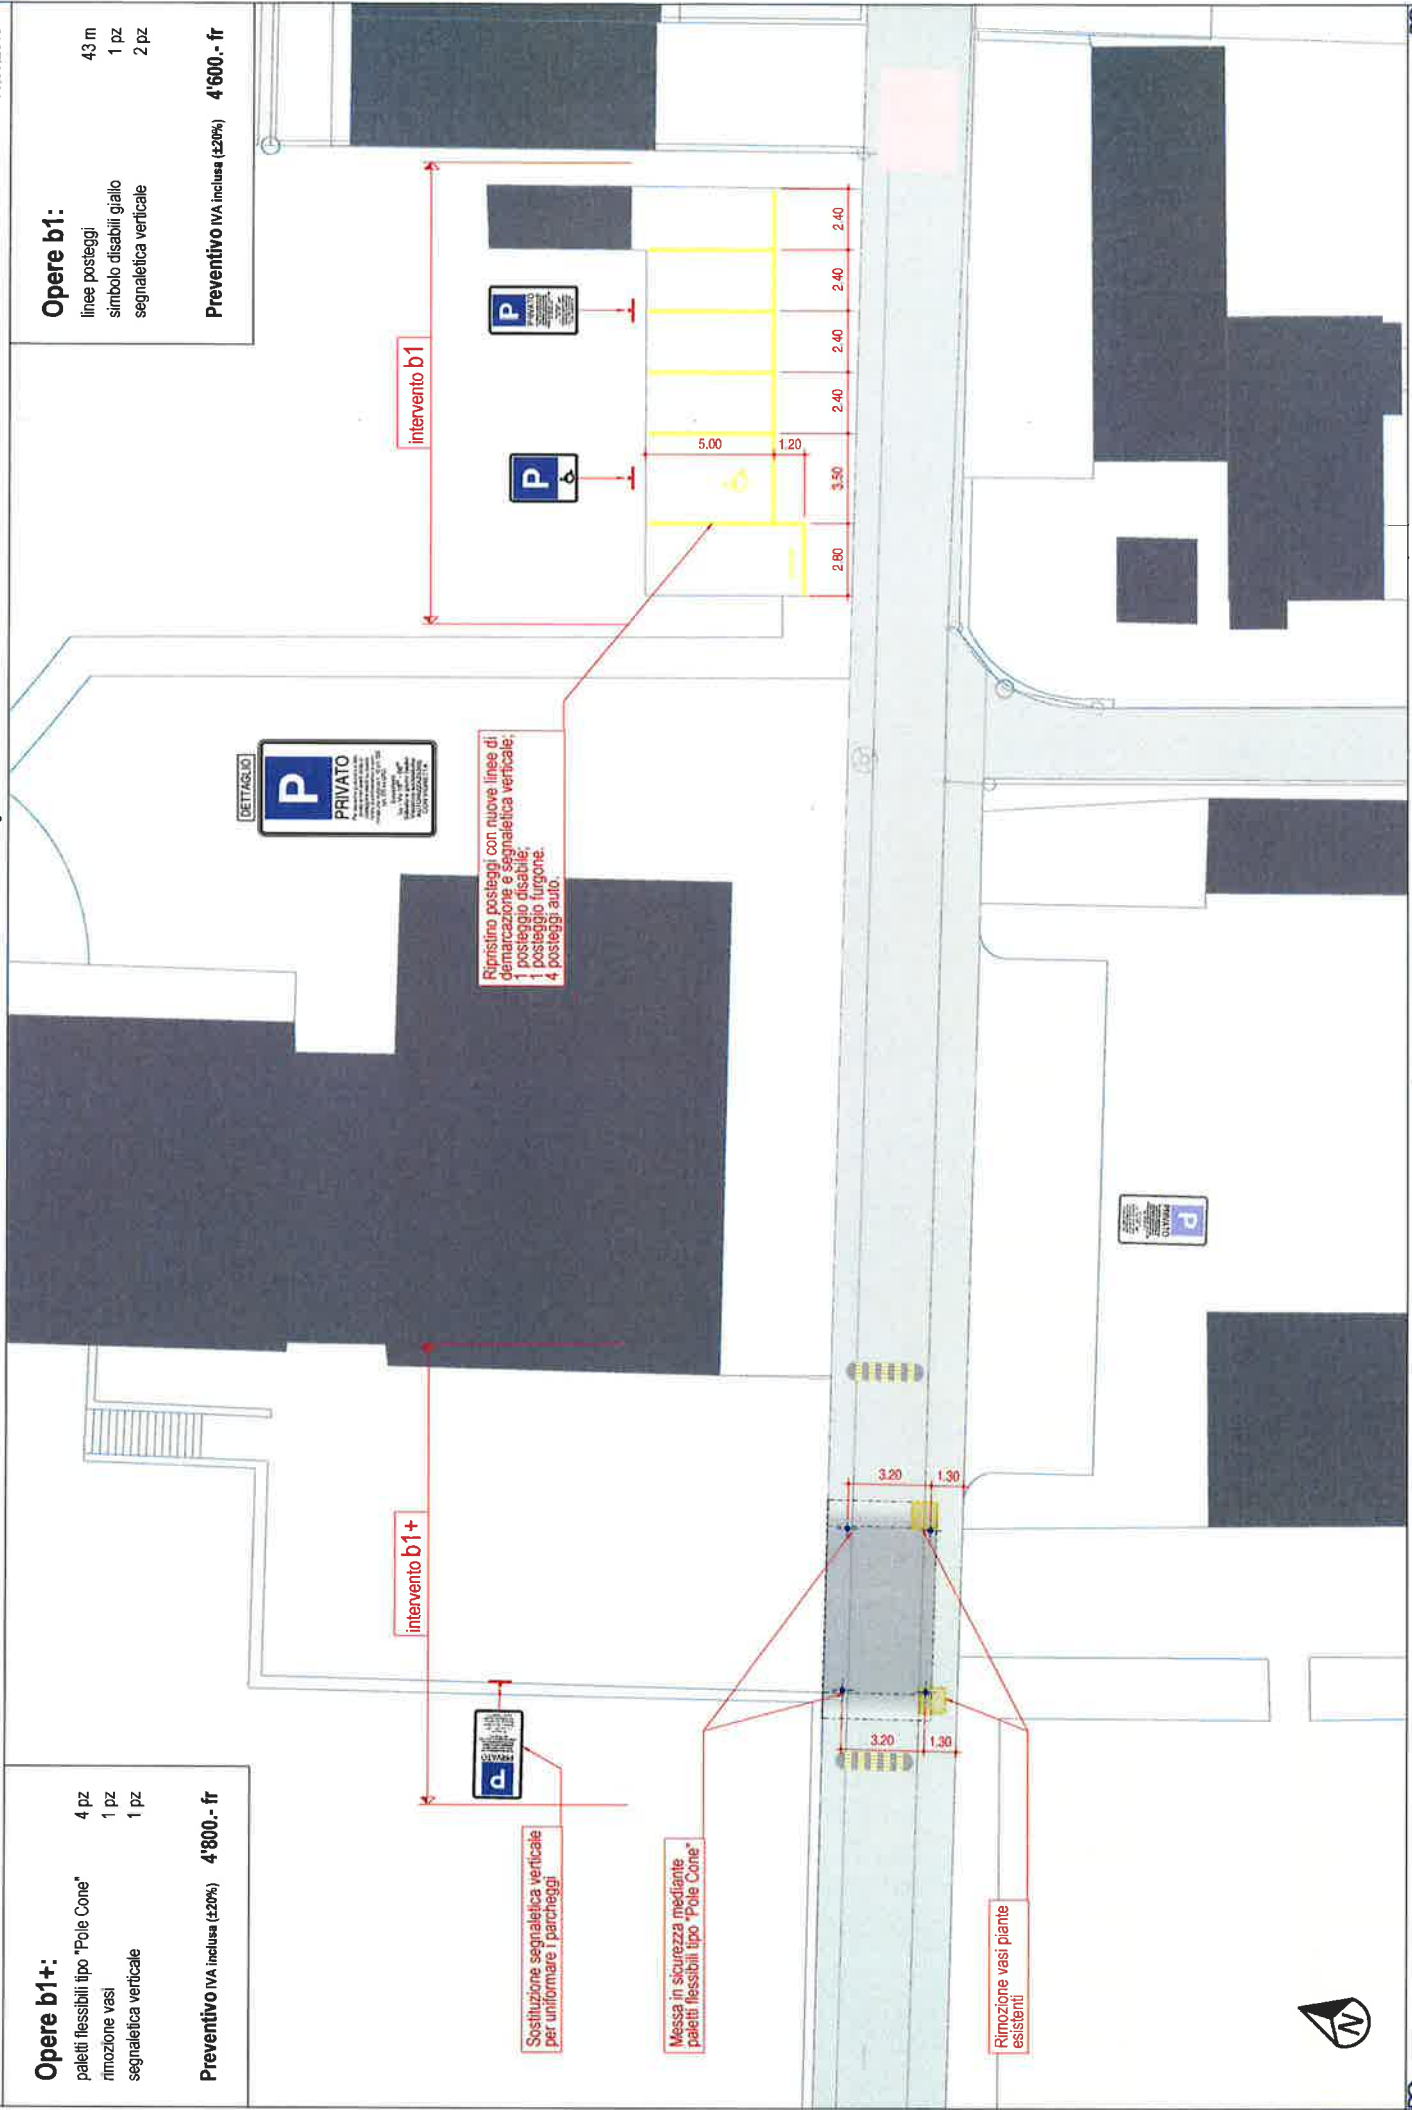 Opere b1+:
paletti flessibili tipo "Pole Cone" 4 pz
rimozione vasi 1 pz
segnaletica verticale 1 pz
Preventivo IVA inclusa (±20%) 4'800.- fr
Opere b1:
linee posteggi 43 m
simbolo disabili giallo 1 pz
segnaletica verticale 2 pz
Preventivo IVA inclusa (±20%) 4'600.- fr
DETTAGLIO
P
PRIVATO
intervento b1+
intervento b1
P
PRIVATO
P
P
PRIVATO
Ripristino posteggi con nuove linee di
demarcazione e segnaletica verticale;
1 posteggio disabile;
1 posteggio furgone.
4 posteggi auto.
Sostituzione segnaletica verticale
per uniformare i parcheggi
5.00
1.20
2.80
3.50
2.40
2.40
2.40
2.40
Messa in sicurezza mediante
paletti flessibili tipo "Pole Cone"
3.20
1.30
3.20
1.30
Rimozione vasi piante
esistenti
P
PRIVATO
N